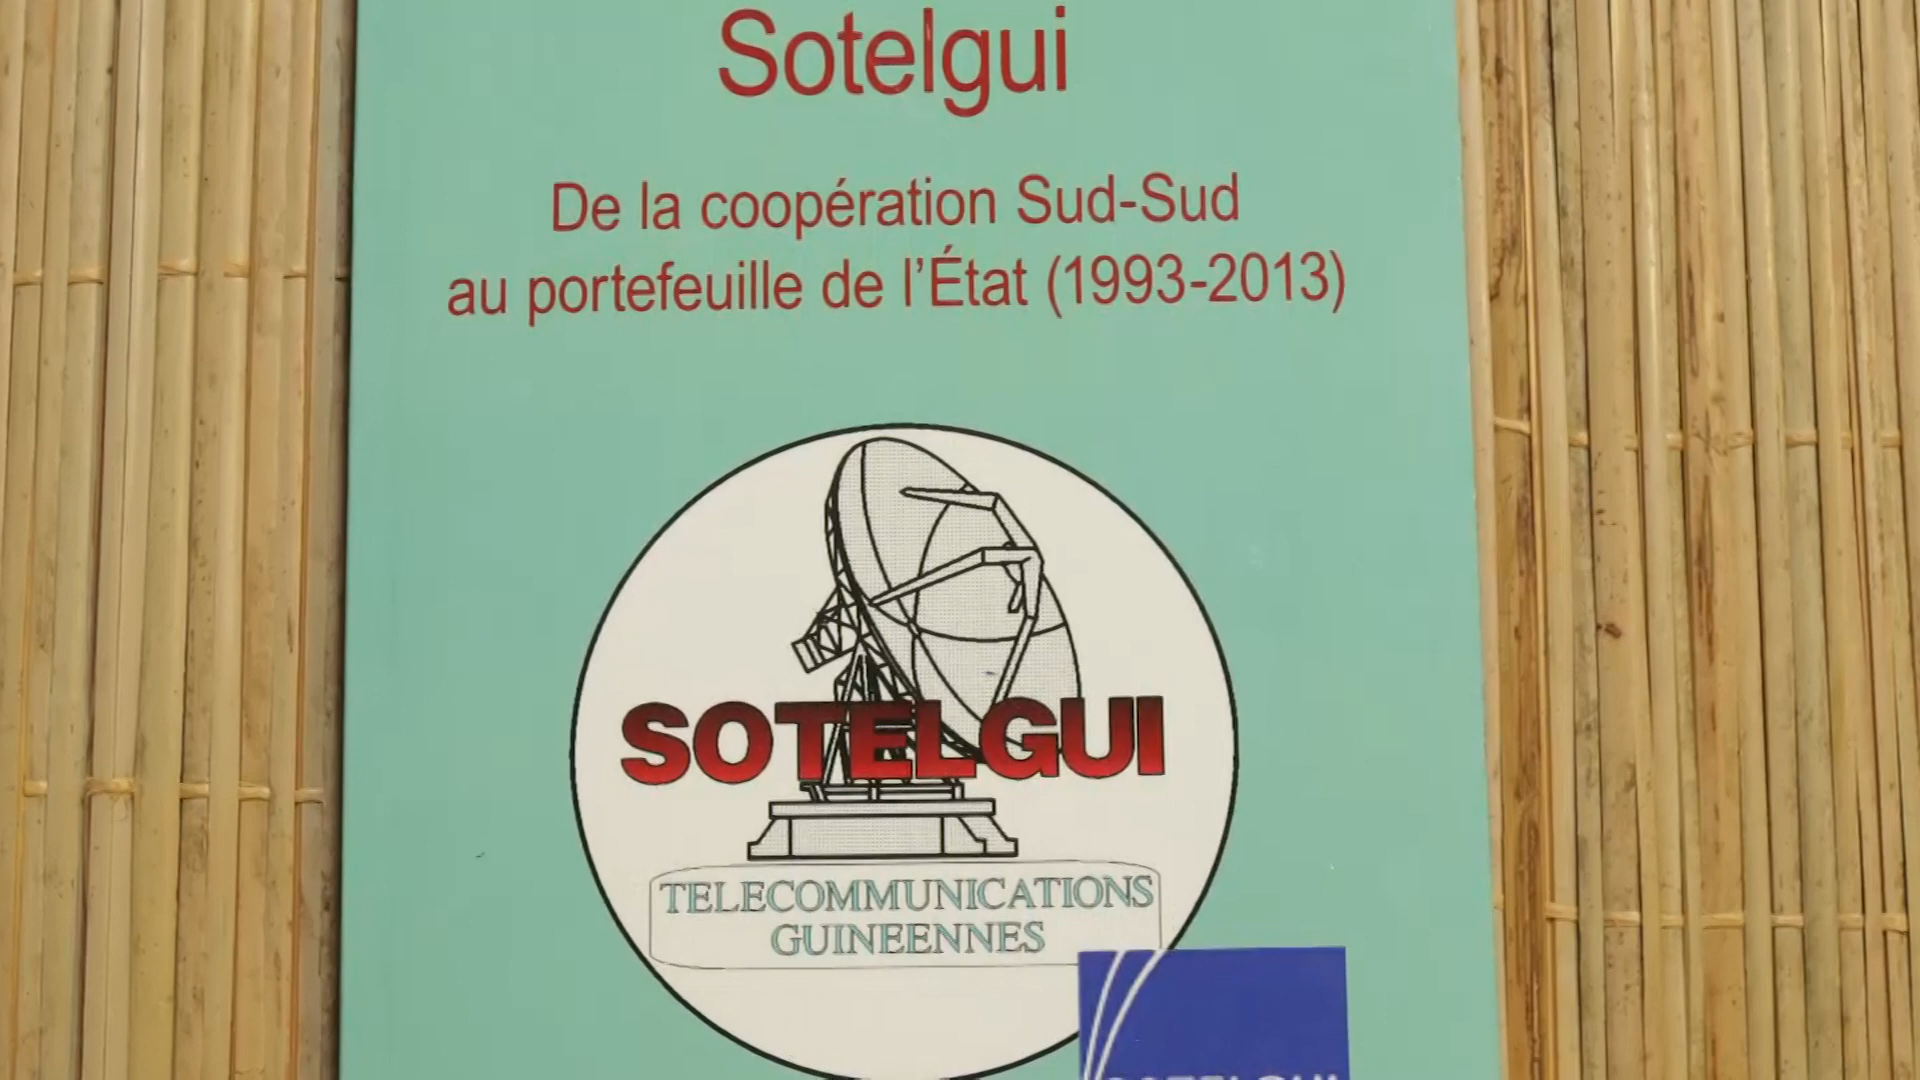 Sotelgui
De la coopération Sud-Sud
au portefeuille de l'État (1993-2013)
SOTELGUI
TELECOMMUNICATIONS
GUINEENNES